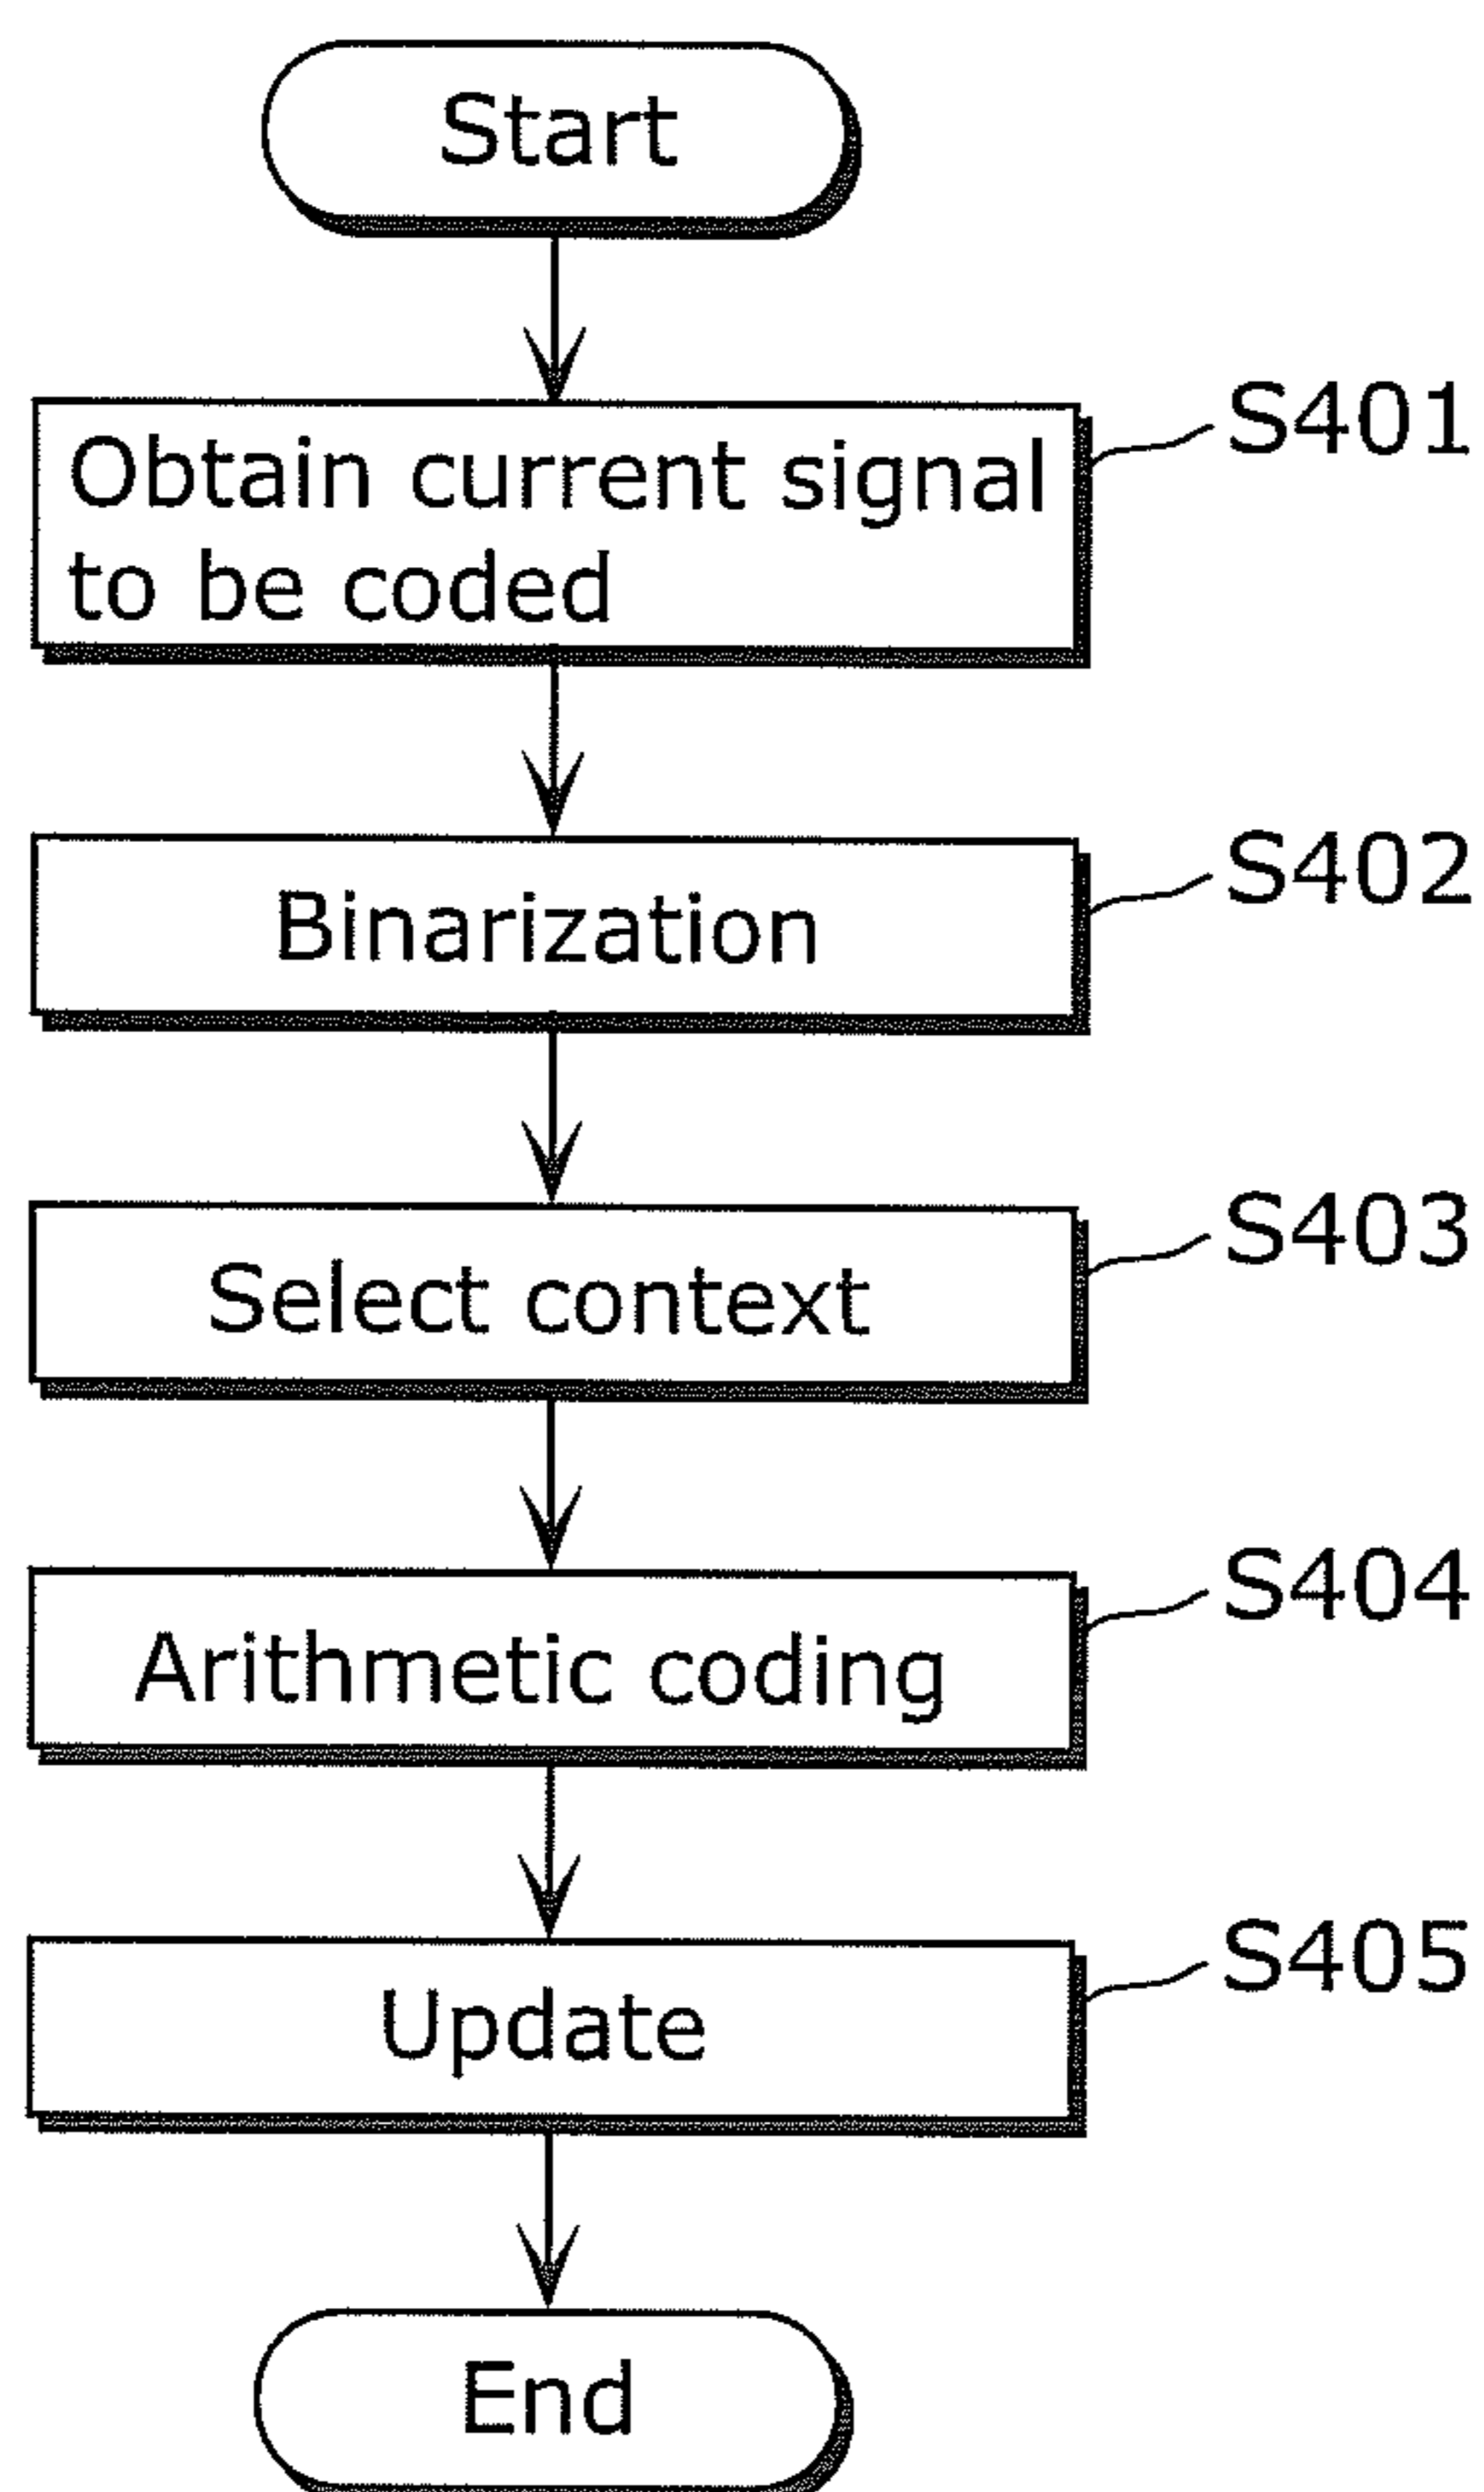 Start
Obtain current signal
to be coded
S401
Binarization
S402
Select context
S403
Arithmetic coding
S404
Update
S405
End